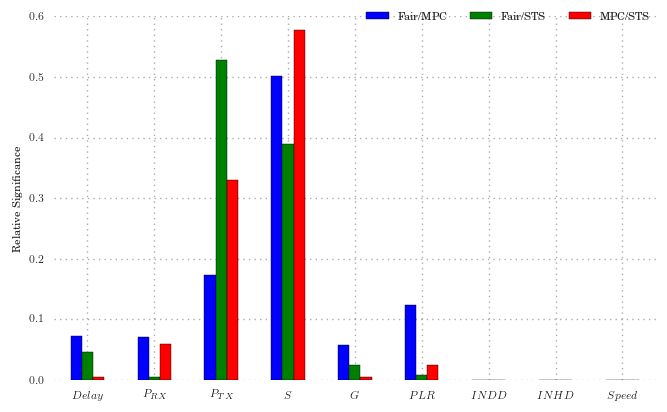 Fair/MPC Fair/STS MPC/STS
0.6
0.5
0.4
0.3
0.2
0.1
0.0
Relative Significance
Delay P_RX P_TX S G PLR INDD INHD Speed